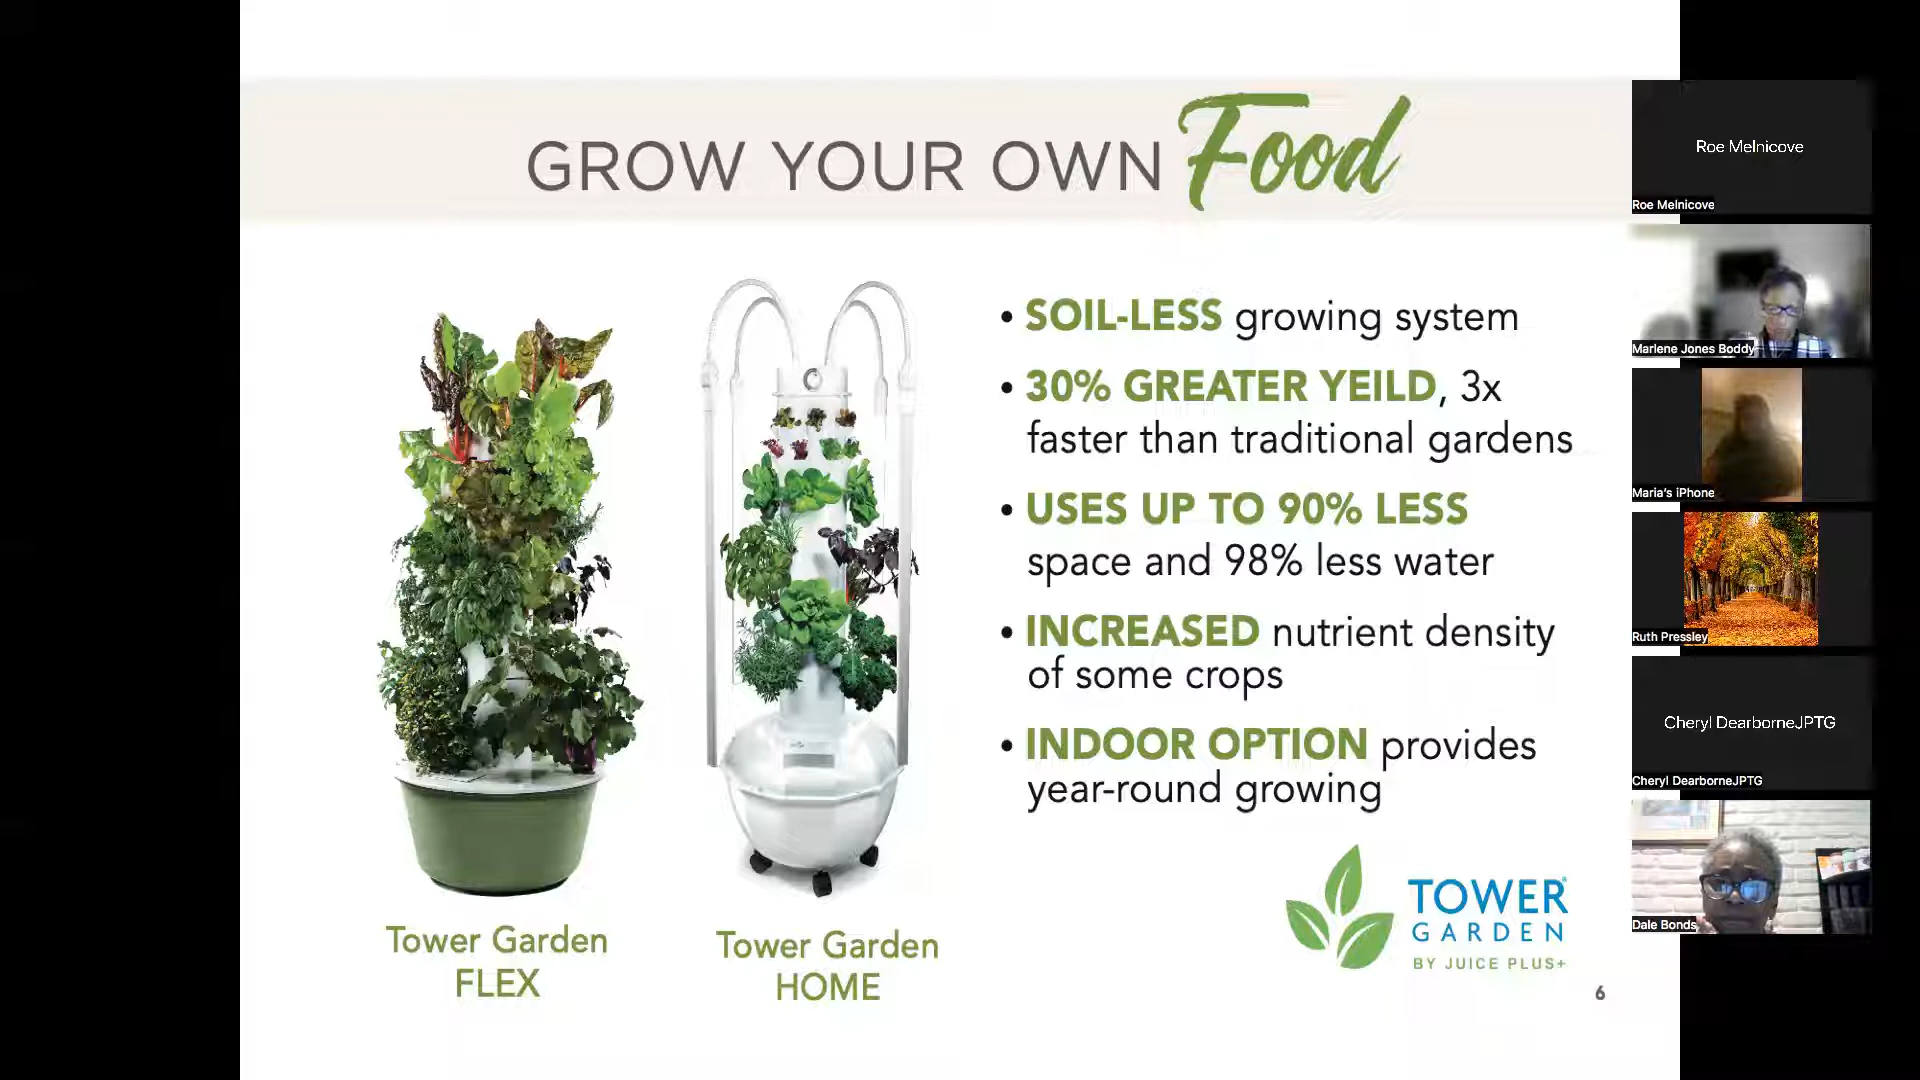 GROW YOUR OWN Food
• SOIL-LESS growing system
• 30% GREATER YEILD, 3x
faster than traditional gardens
• USES UP TO 90% LESS
space and 98% less water
• INCREASED nutrient density
of some crops
• INDOOR OPTION provides
year-round growing
Tower Garden
FLEX
Tower Garden
HOME
TOWER®
GARDEN
BY JUICE PLUS+
6
Roe Melnicove
Roe Melnicove
Marlene Jones Boddy
Maria's iPhone
Ruth Pressley
Cheryl DearborneJPTG
Cheryl DearborneJPTG
Dale Bonds